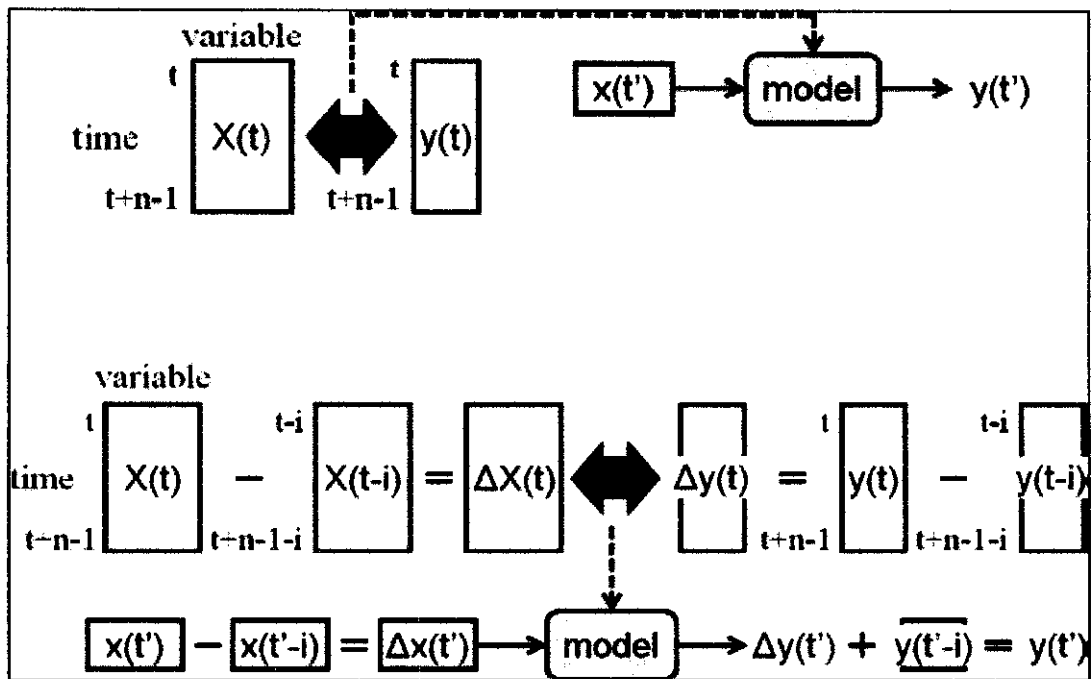 variable
t X(t) t+n-1
time
t y(t) t+n-1
x(t') model y(t')
variable
t t-i t t-i
time X(t) − X(t-i) = ΔX(t) Δy(t) = y(t) − y(t-i)
t+n-1 t+n-1-i t+n-1 t+n-1-i
x(t') − x(t'-i) = Δx(t') model Δy(t') + y(t'-i) = y(t')